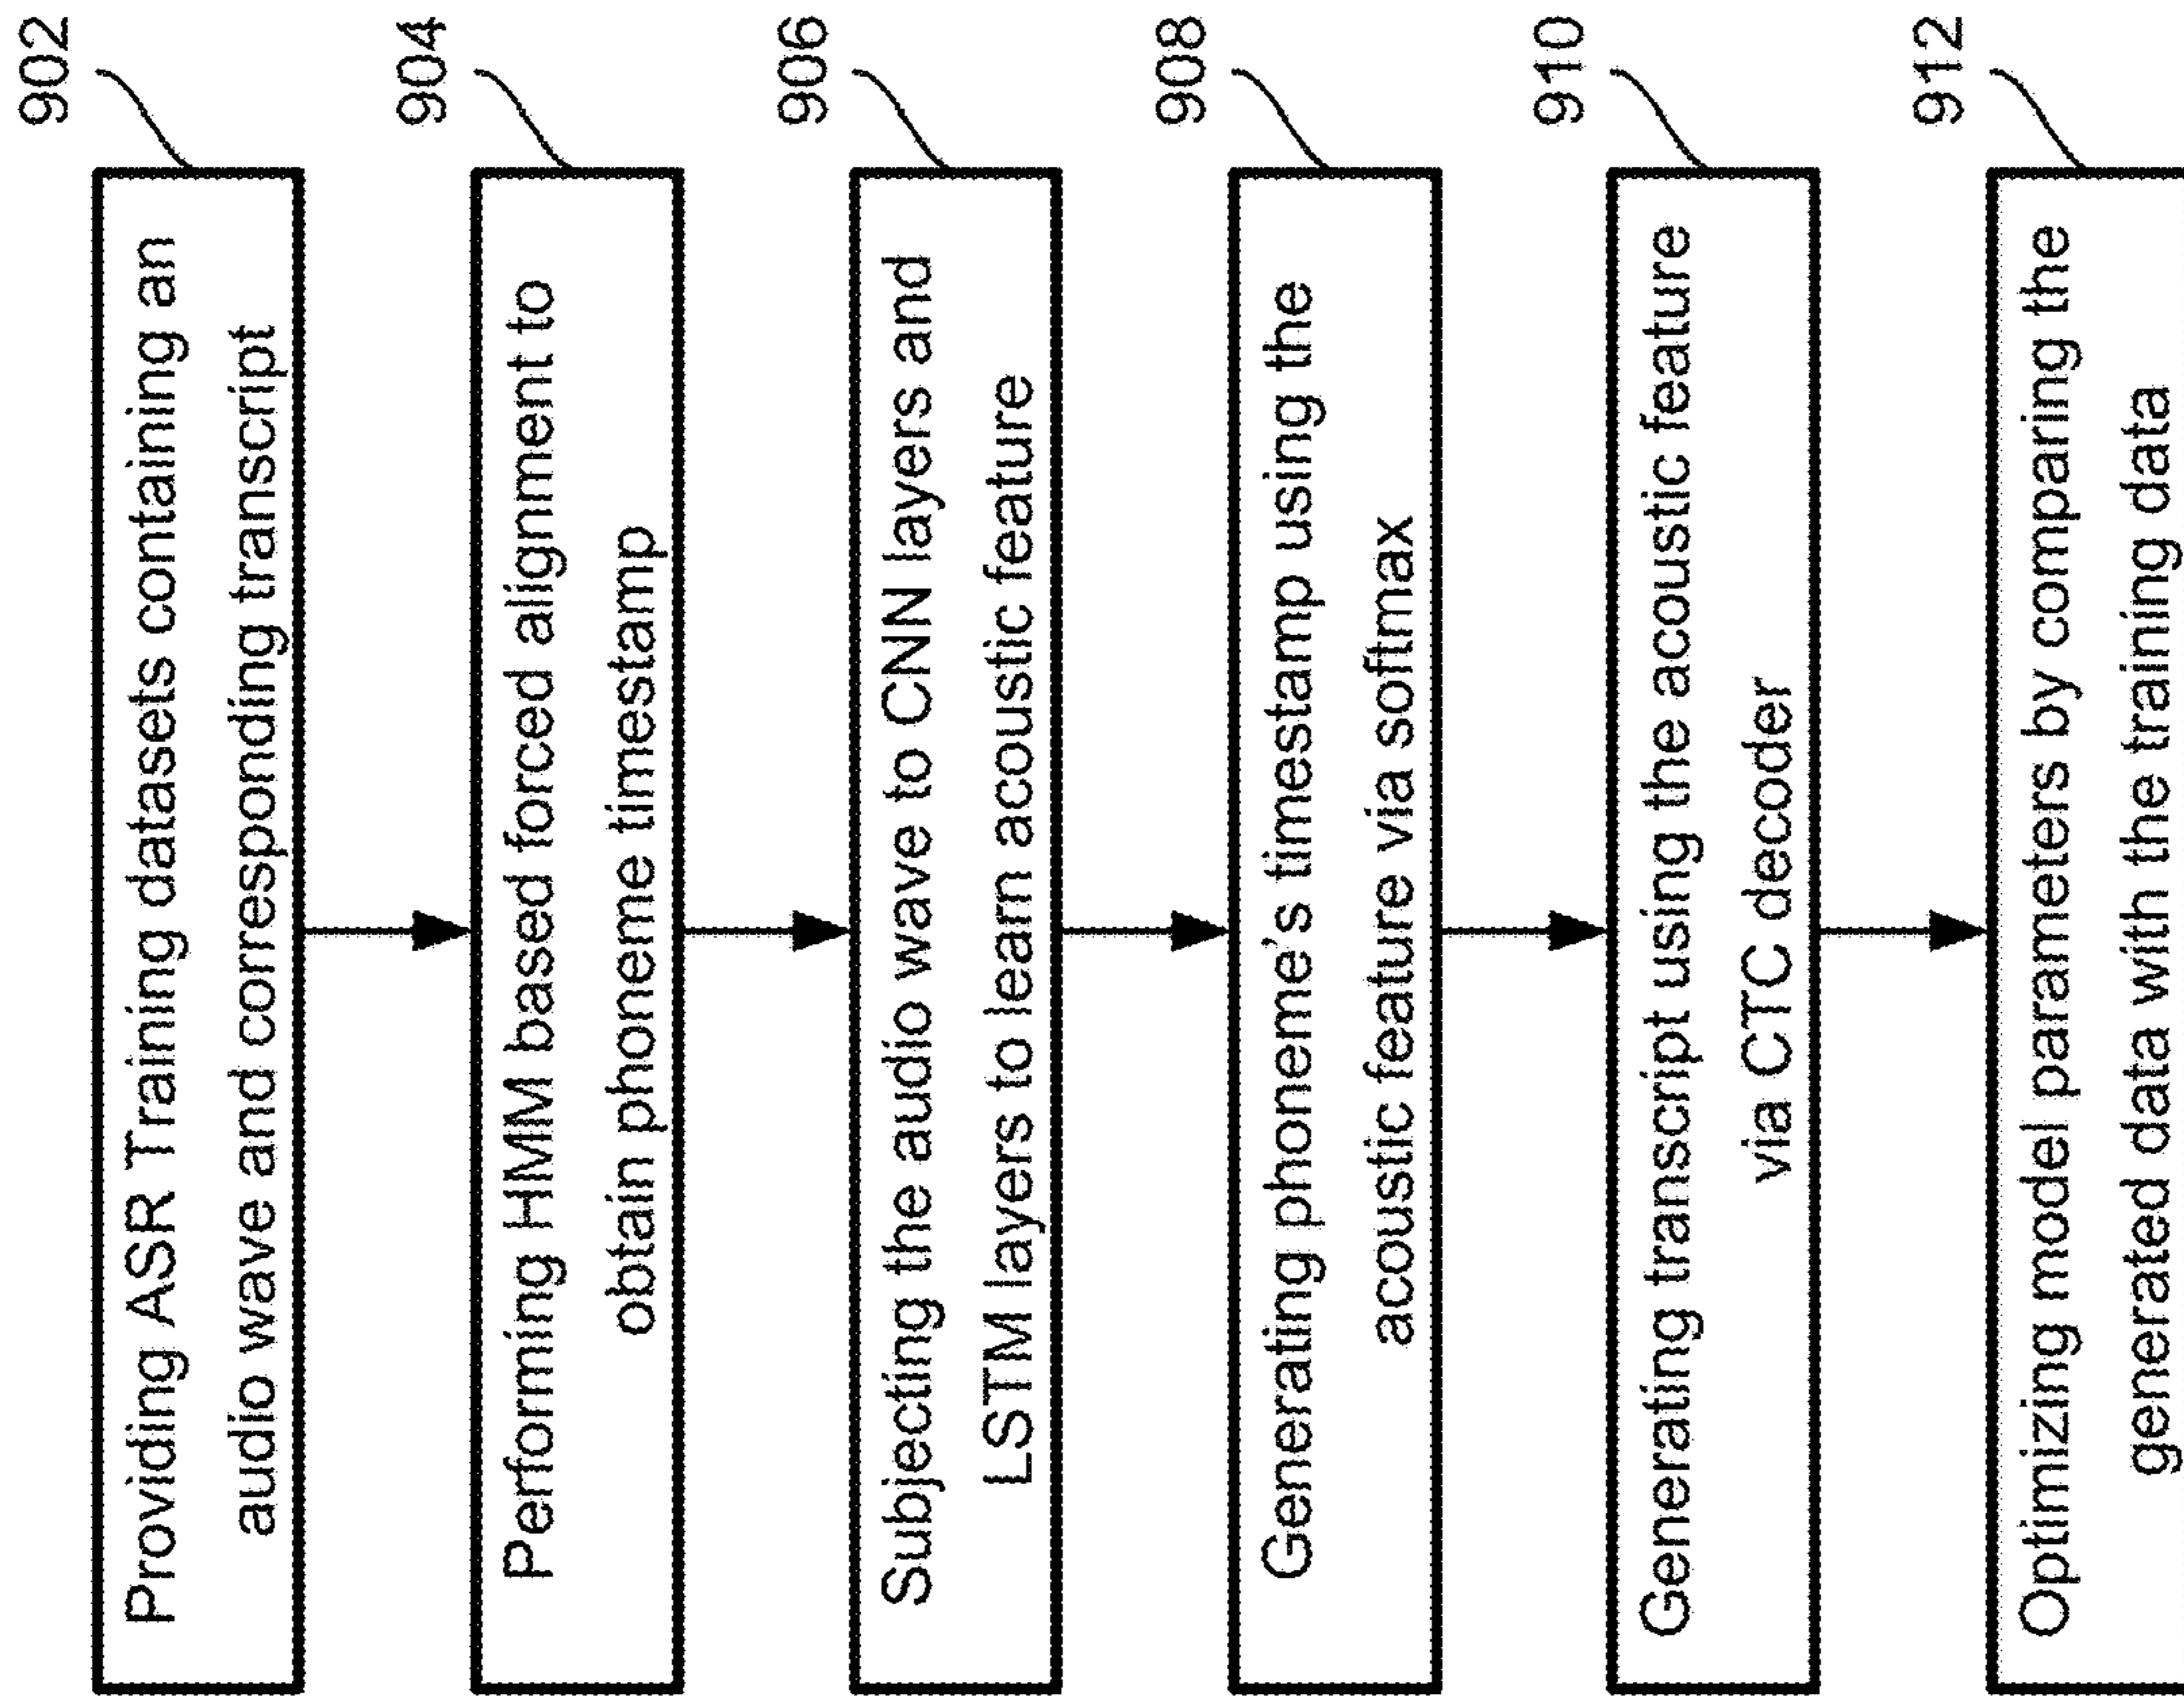 902
Providing ASR Training datasets containing an
audio wave and corresponding transcript
904
Performing HMM based forced alignment to
obtain phoneme timestamp
906
Subjecting the audio wave to CNN layers and
LSTM layers to learn acoustic feature
908
Generating phoneme's timestamp using the
acoustic feature via softmax
910
Generating transcript using the acoustic feature
via CTC decoder
912
Optimizing model parameters by comparing the
generated data with the training data